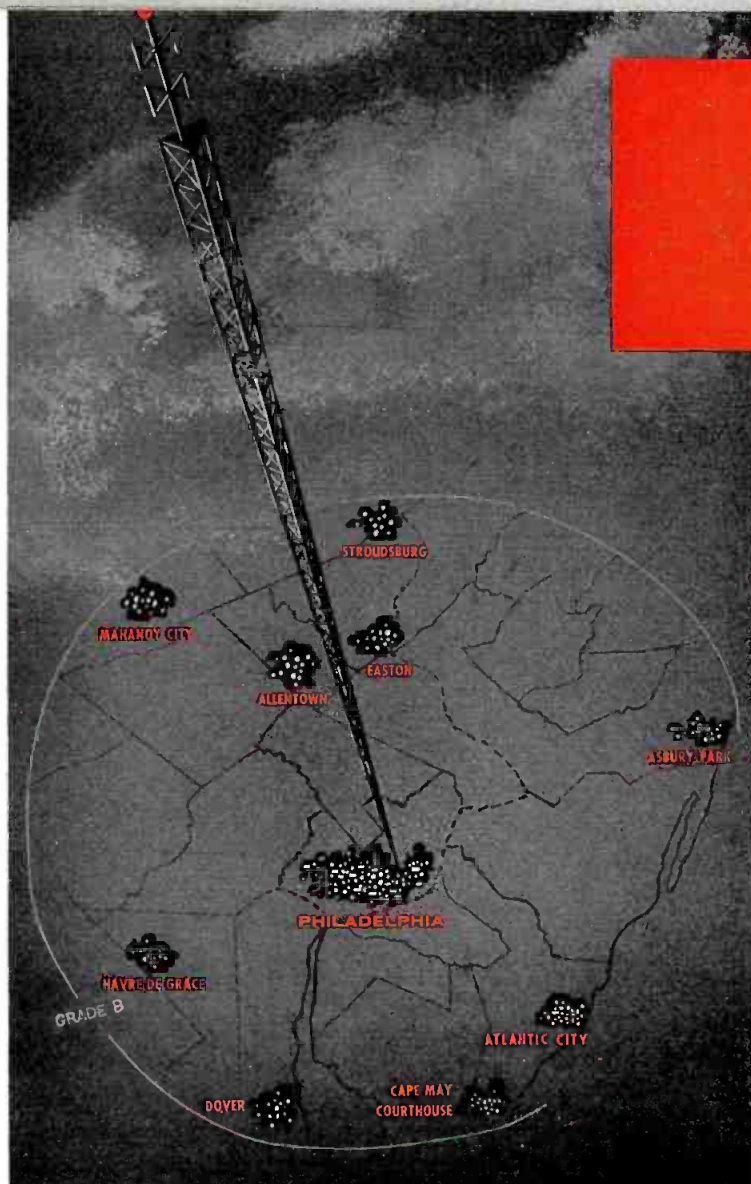 STROUDSBURG
MAHANOY CITY
EASTON
ALLENTOWN
ASBURY PARK
PHILADELPHIA
HAVRE DE GRACE
GRADE B
ATLANTIC CITY
DOVER
CAPE MAY
COURTHOUSE